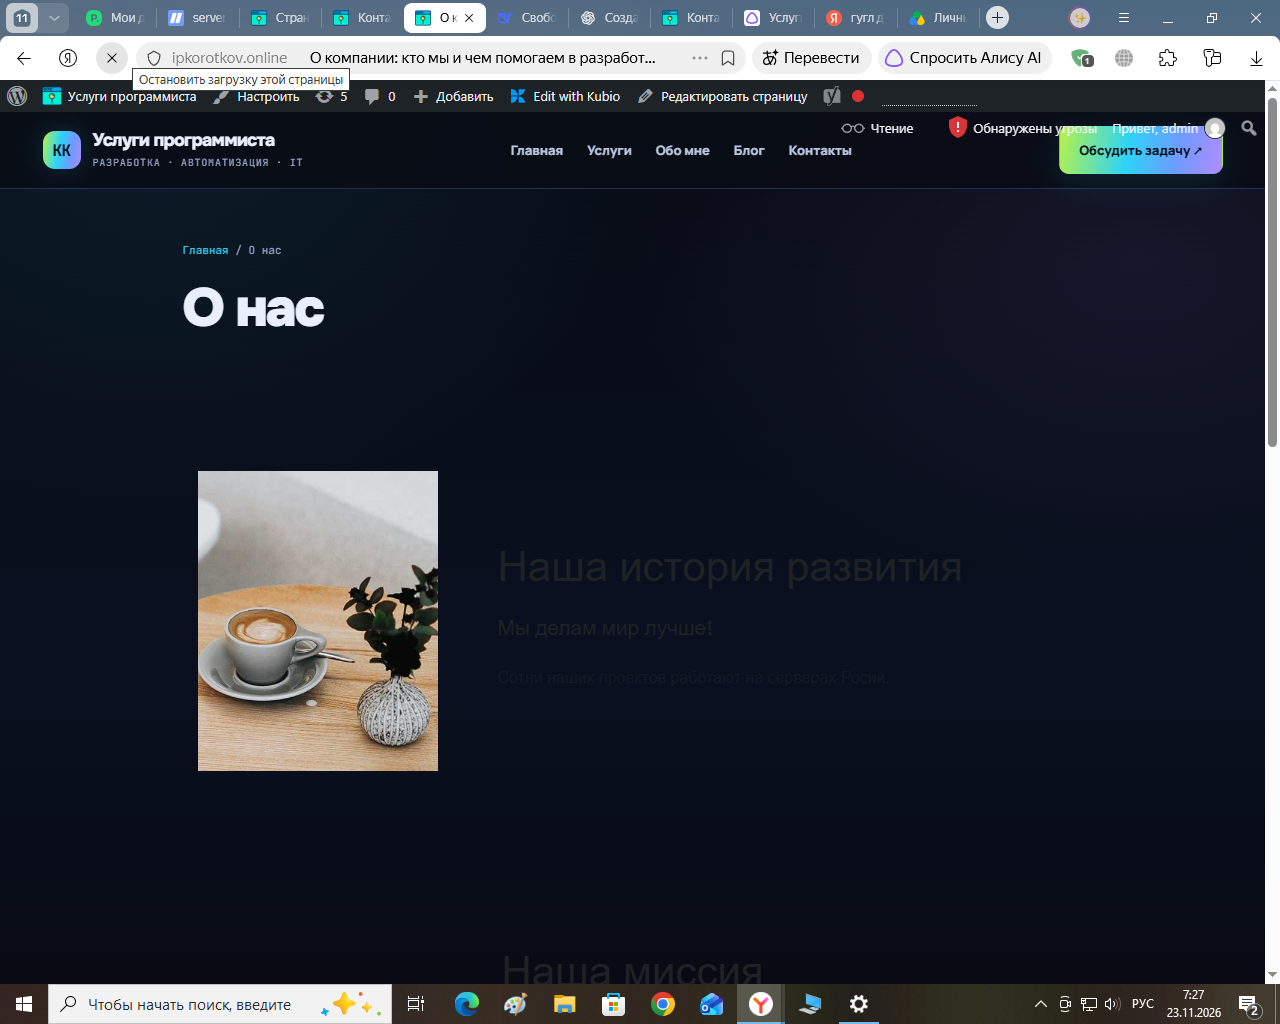 11
Мои д
server
Стран
Конта
О к
Свобо
Созда
Конта
Услуг
гугл д
Личны
ipkorotkov.online
О компании: кто мы и чем помогаем в разработ...
Перевести
Спросить Алису AI
1
Остановить загрузку этой страницы
Услуги программиста
Настроить
5
0
Добавить
Edit with Kubio
Редактировать страницу
Чтение
Обнаружены угрозы
Привет, admin
КК
Услуги программиста
РАЗРАБОТКА · АВТОМАТИЗАЦИЯ · IT
Главная
Услуги
Обо мне
Блог
Контакты
Обсудить задачу ↗
Главная / О нас
О нас
Наша история развития
Мы делам мир лучше!
Сотни наших проектов работают на серверах Росии
Наша миссия
Чтобы начать поиск, введите
РУС
7:27
23.11.2026
2